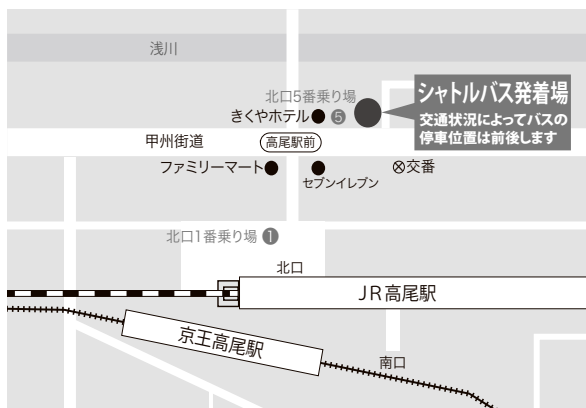 浅川
北口5番乗り場
きくやホテル ● ❺
シャトルバス発着場
交通状況によってバスの
停車位置は前後します
甲州街道
高尾駅前
ファミリーマート
セブンイレブン
交番
北口1番乗り場 ❶
北口
JR高尾駅
京王高尾駅
南口